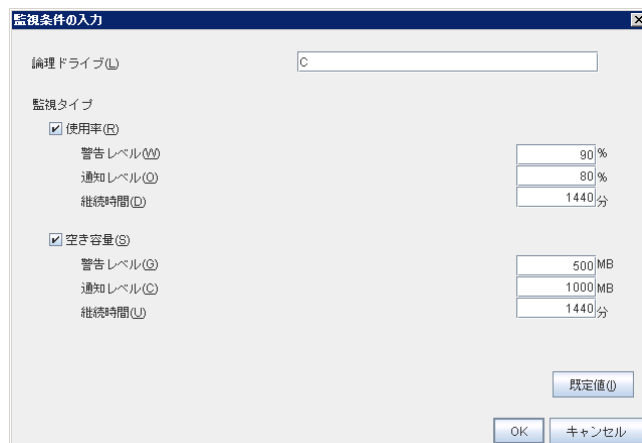 監視条件の入力
論理ドライブ(L) C
監視タイプ
使用率(R)
警告レベル(W) 90 %
通知レベル(O) 80 %
継続時間(D) 1440 分
空き容量(S)
警告レベル(G) 500 MB
通知レベル(C) 1000 MB
継続時間(U) 1440 分
既定値(I)
OK キャンセル